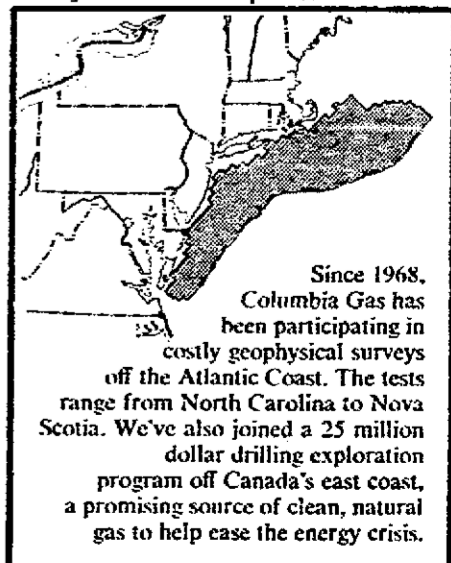 Since 1968,
Columbia Gas has
been participating in
costly geophysical surveys
off the Atlantic Coast. The tests
range from North Carolina to Nova
Scotia. We've also joined a 25 million
dollar drilling exploration
program off Canada's east coast,
a promising source of clean, natural
gas to help ease the energy crisis.